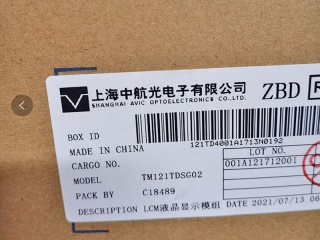 上海中航光电子有限公司 ZBD
SHANGHAI AVIC OPTOELECTRONICS CO., LTD.
BOX ID
121TD4001A1713N0192
MADE IN CHINA
LOT NO.
CARGO NO.
001A121712001
MODEL TM121TDSG02
PACK BY C18489
DESCRIPTION LCM液晶显示模组 DATE 2021/07/13